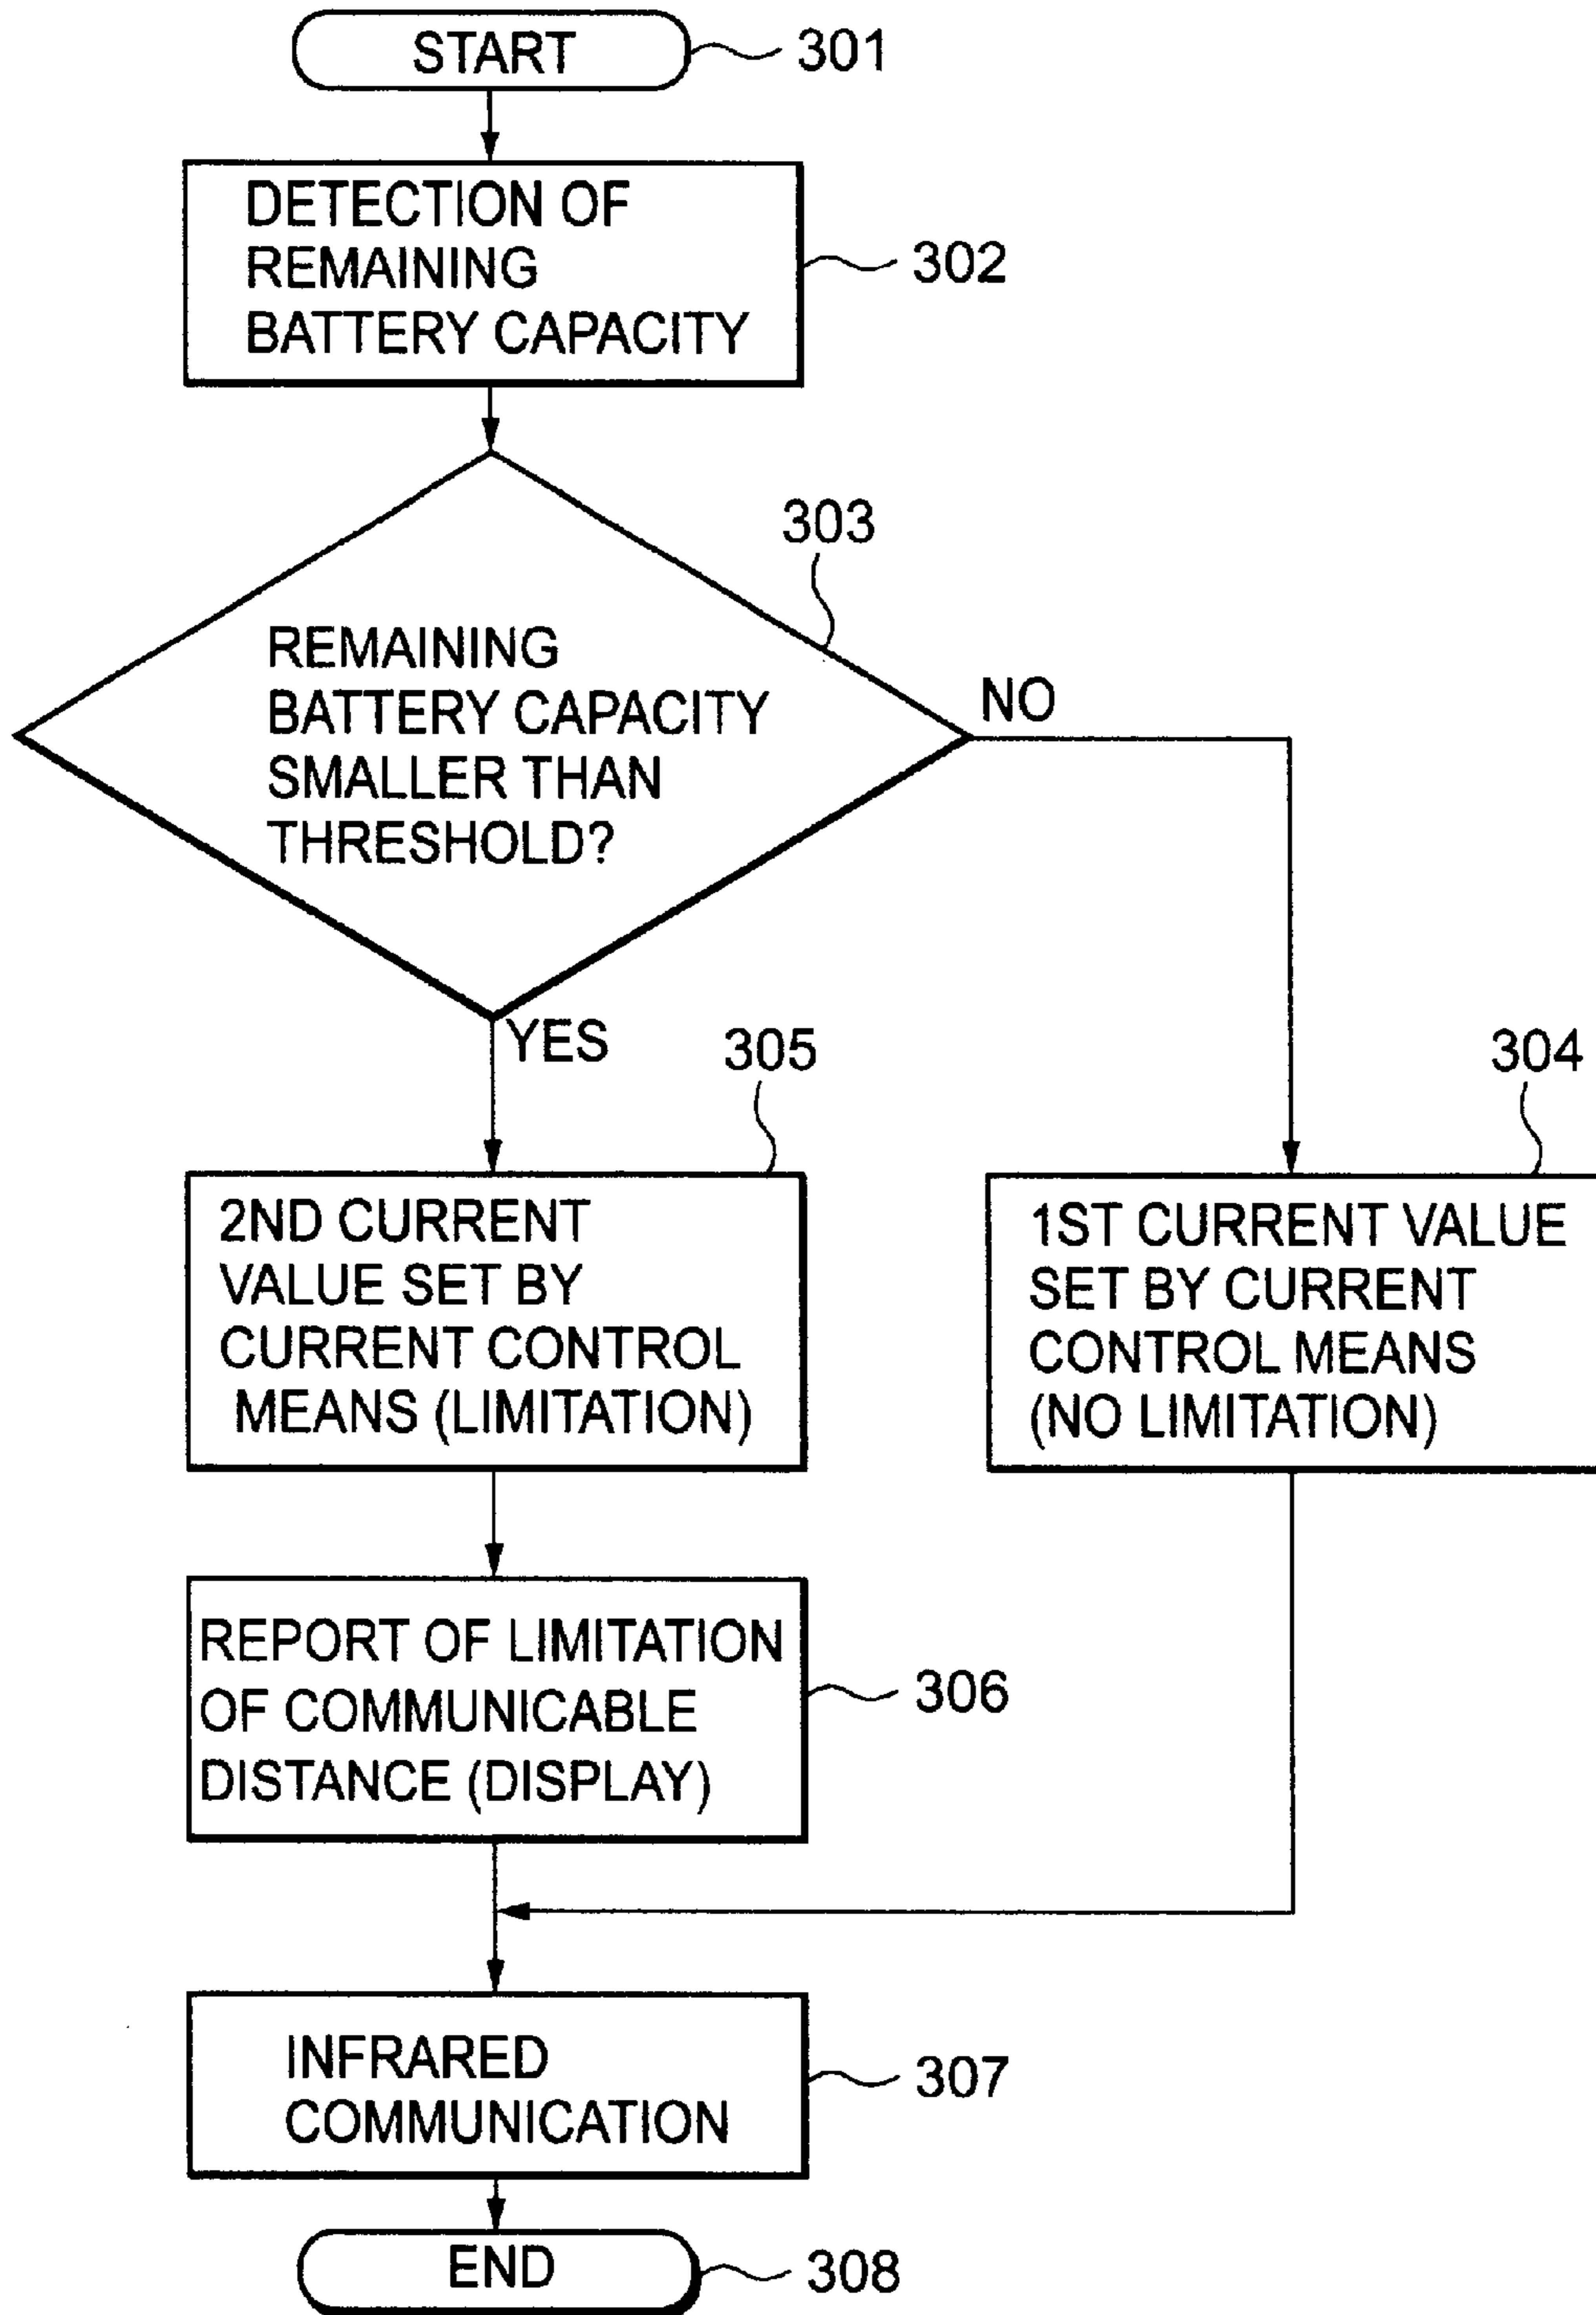 START
301
DETECTION OF
REMAINING
BATTERY CAPACITY
302
303
REMAINING
BATTERY CAPACITY
SMALLER THAN
THRESHOLD?
NO
YES
305
304
2ND CURRENT
VALUE SET BY
CURRENT CONTROL
MEANS (LIMITATION)
1ST CURRENT VALUE
SET BY CURRENT
CONTROL MEANS
(NO LIMITATION)
REPORT OF LIMITATION
OF COMMUNICABLE
DISTANCE (DISPLAY)
306
INFRARED
COMMUNICATION
307
END
308